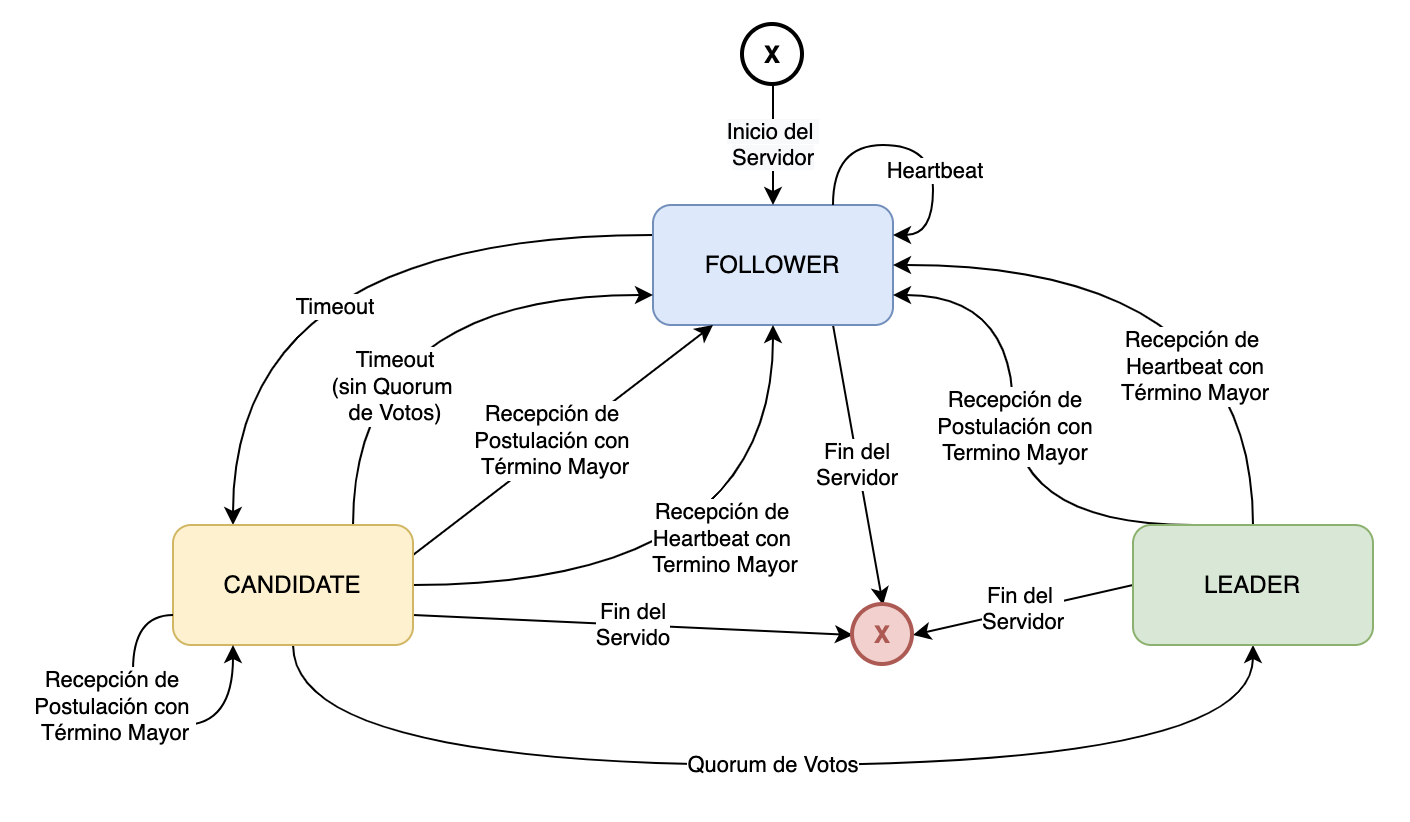 X
Inicio del
Servidor
Heartbeat
FOLLOWER
Timeout
Timeout
(sin Quorum
de Votos)
Recepción de
Postulación con
Término Mayor
Recepción de
Heartbeat con
Termino Mayor
Fin del
Servidor
Recepción de
Postulación con
Termino Mayor
Recepción de
Heartbeat con
Término Mayor
CANDIDATE
LEADER
Fin del
Servido
X
Fin del
Servidor
Recepción de
Postulación con
Término Mayor
Quorum de Votos